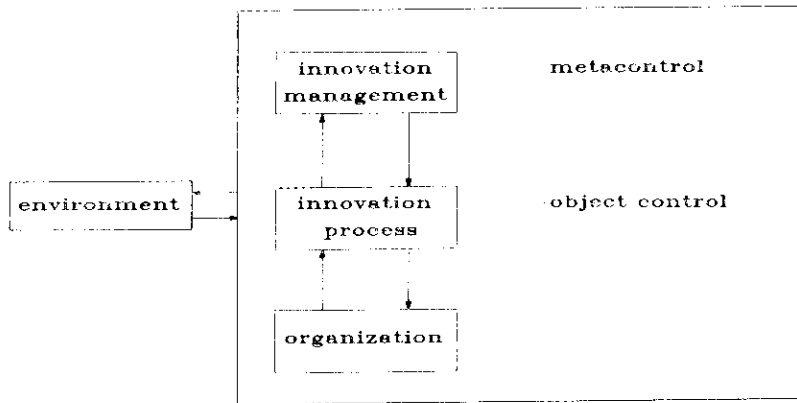 innovation
management
metacontrol
environment
innovation
process
object control
organization